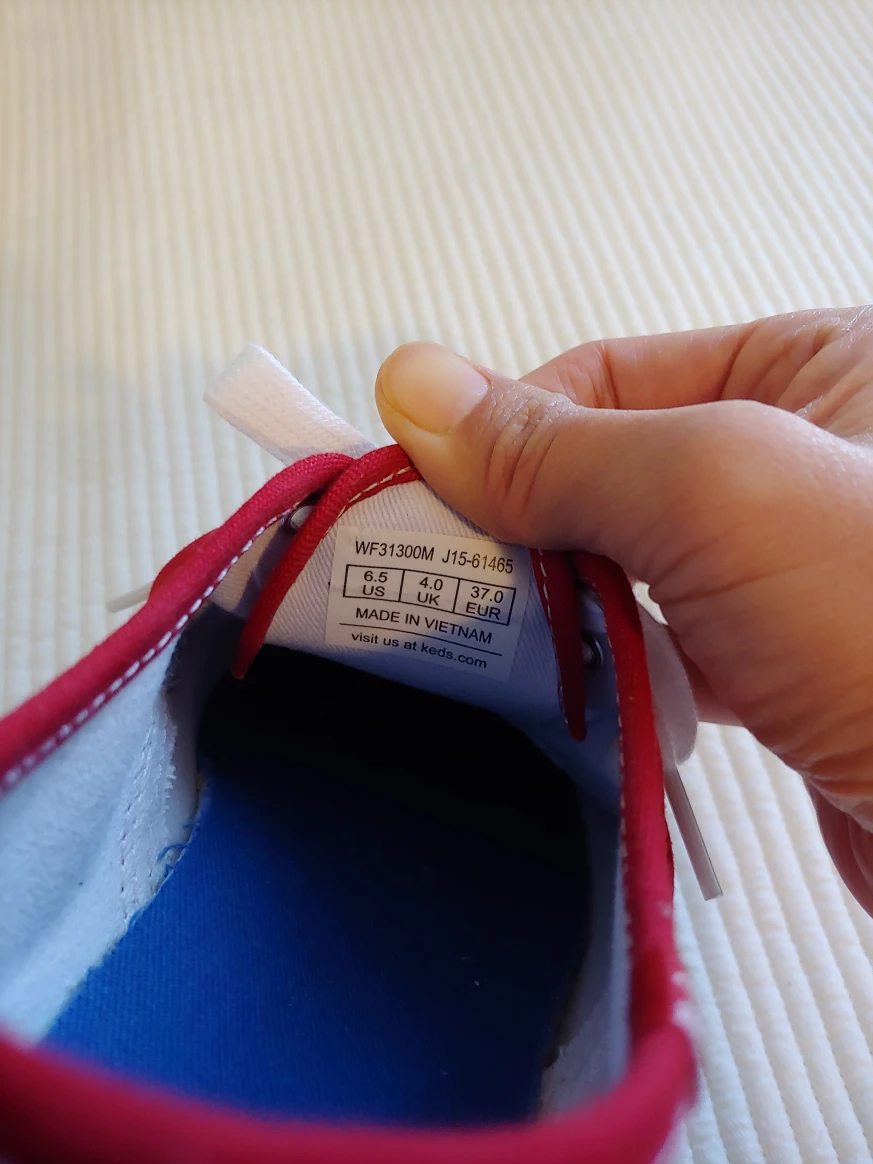 WF31300M J15-61465
6.5 4.0 37.0
US UK EUR
MADE IN VIETNAM
visit us at keds.com